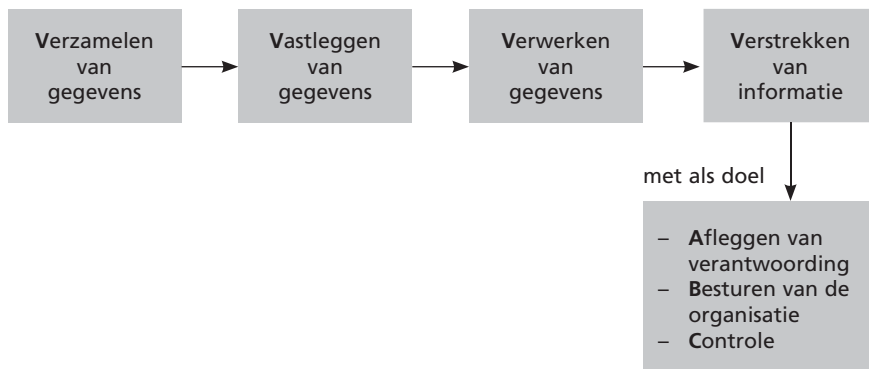 Verzamelen
van
gegevens
Vastleggen
van
gegevens
Verwerken
van
gegevens
Verstrekken
van
informatie
met als doel
– Afleggen van
verantwoording
– Besturen van de
organisatie
– Controle